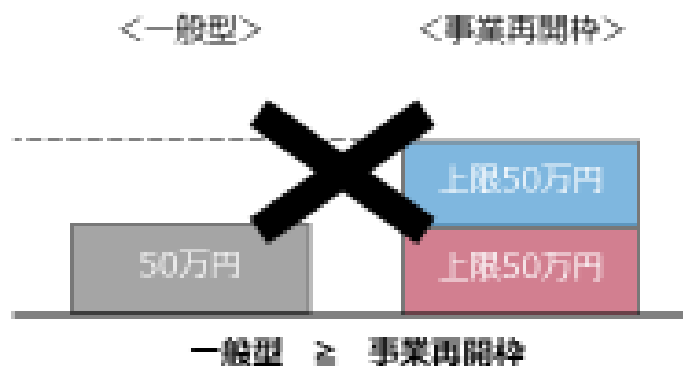 <一般型> <事業再開枠>
上限50万円
50万円 上限50万円
一般型 ≧ 事業再開枠